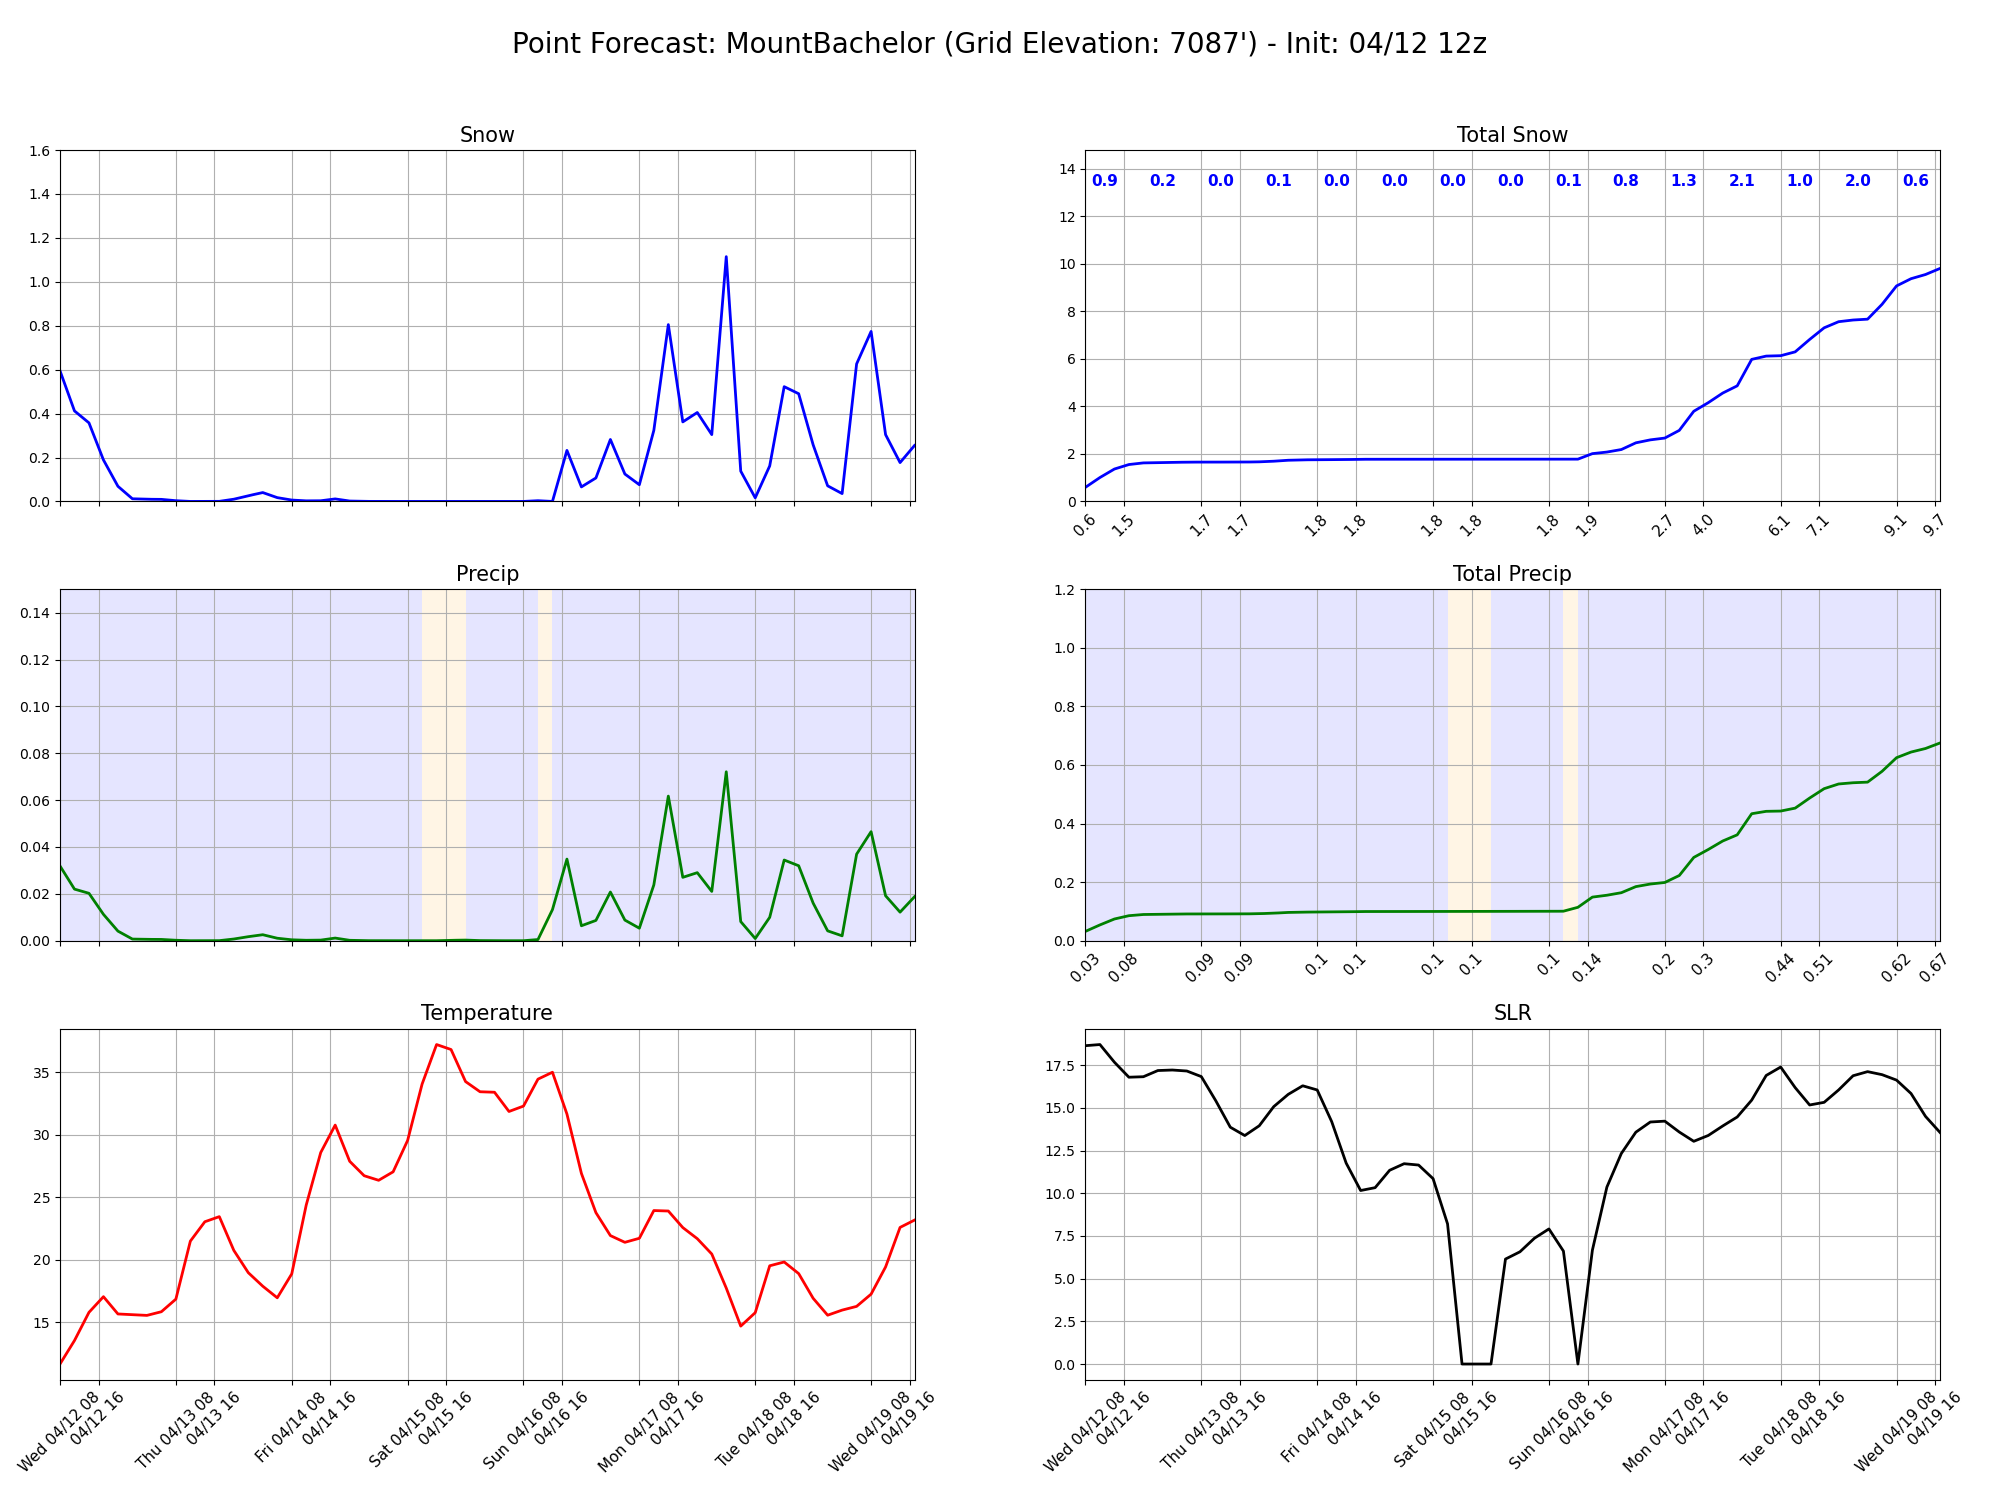 Point Forecast: MountBachelor (Grid Elevation: 7087') - Init: 04/12 12z
Snow
1.6
1.4
1.2
1.0
0.8
0.6
0.4
0.2
0.0
Total Snow
14
12
10
8
6
4
2
0
0.9 0.2 0.0 0.1 0.0 0.0 0.0 0.0 0.1 0.8 1.3 2.1 1.0 2.0 0.6
0.6 1.5 1.7 1.7 1.8 1.8 1.8 1.8 1.8 1.9 2.7 4.0 6.1 7.1 9.1 9.7
Precip
0.14
0.12
0.10
0.08
0.06
0.04
0.02
0.00
Total Precip
1.2
1.0
0.8
0.6
0.4
0.2
0.0
0.03 0.08 0.09 0.09 0.1 0.1 0.1 0.1 0.1 0.14 0.2 0.3 0.44 0.51 0.62 0.67
Temperature
35
30
25
20
15
Wed 04/12 08
04/12 16
Thu 04/13 08
04/13 16
Fri 04/14 08
04/14 16
Sat 04/15 08
04/15 16
Sun 04/16 08
04/16 16
Mon 04/17 08
04/17 16
Tue 04/18 08
04/18 16
Wed 04/19 08
04/19 16
SLR
17.5
15.0
12.5
10.0
7.5
5.0
2.5
0.0
Wed 04/12 08
04/12 16
Thu 04/13 08
04/13 16
Fri 04/14 08
04/14 16
Sat 04/15 08
04/15 16
Sun 04/16 08
04/16 16
Mon 04/17 08
04/17 16
Tue 04/18 08
04/18 16
Wed 04/19 08
04/19 16